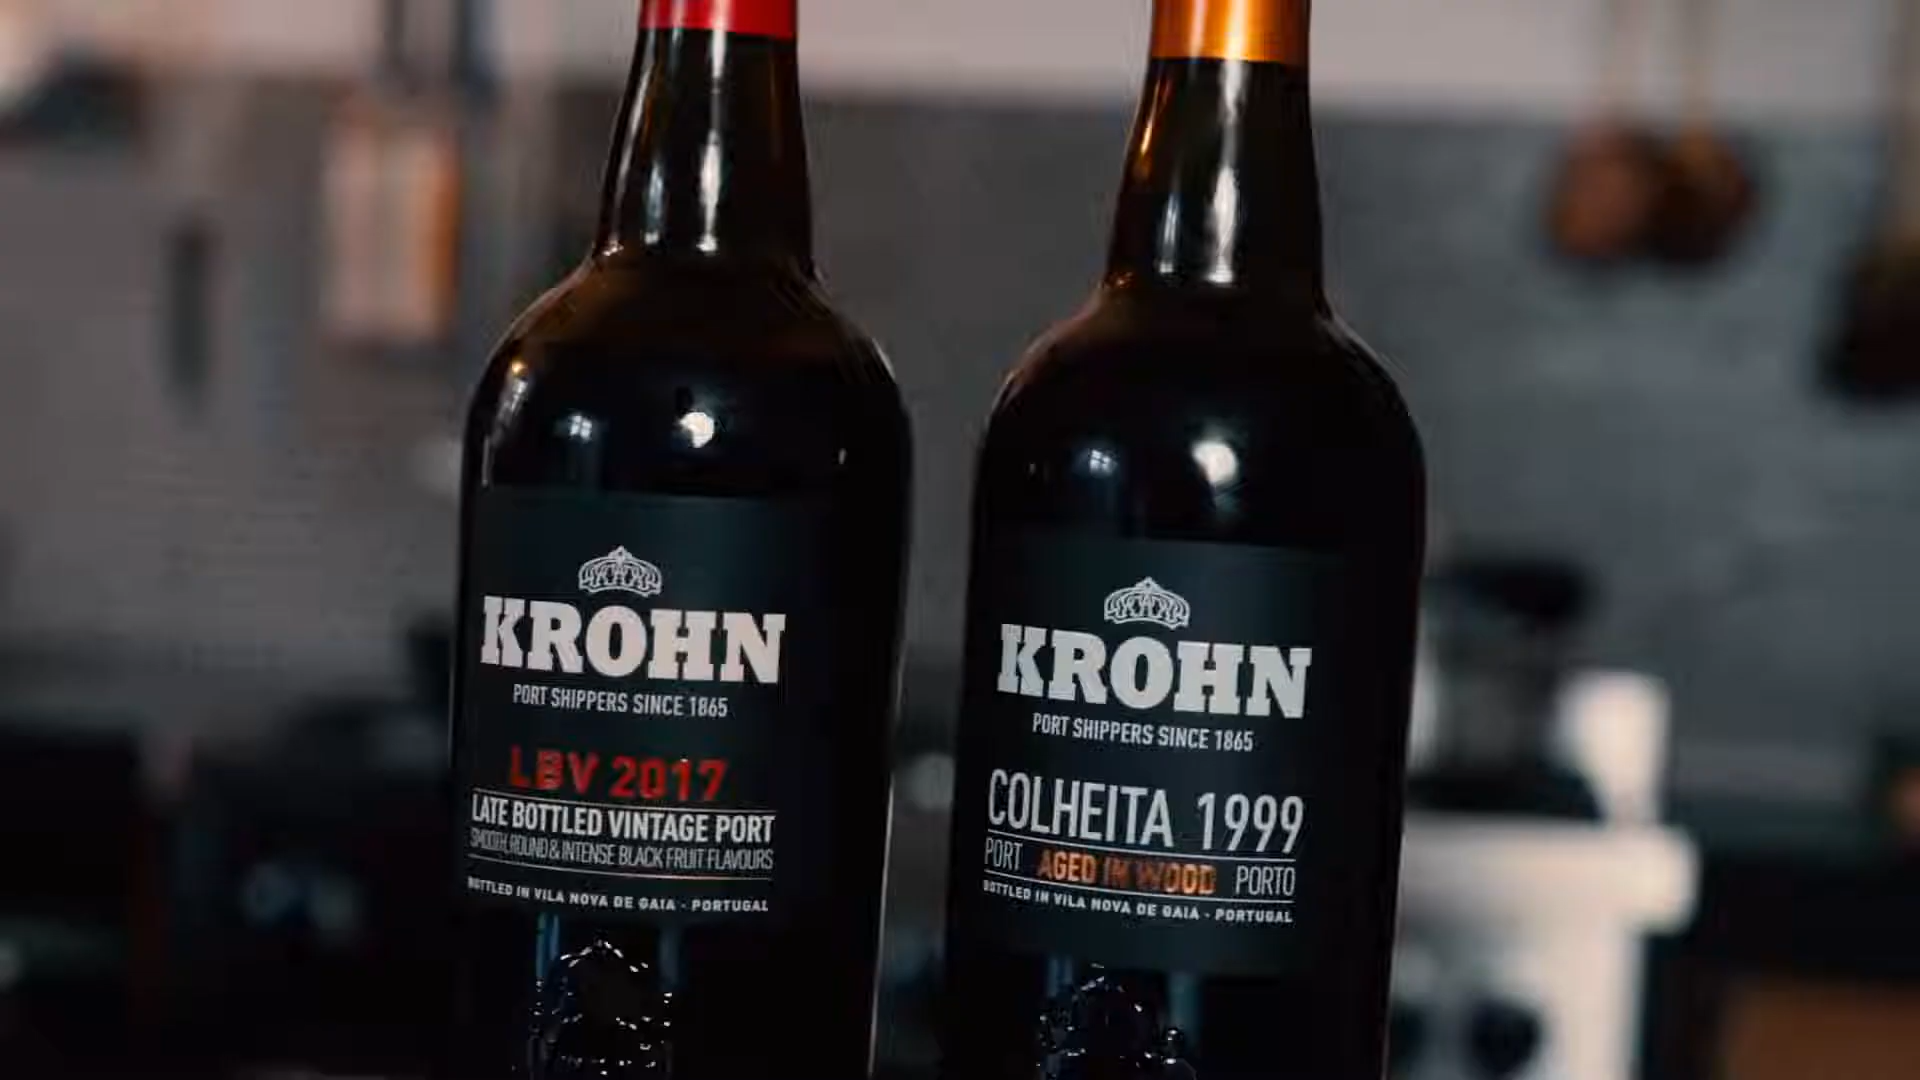 KROHN
PORT SHIPPERS SINCE 1865
LBV 2017
LATE BOTTLED VINTAGE PORT
SMOOTH, ROUND & INTENSE BLACK FRUIT FLAVOURS
BOTTLED IN VILA NOVA DE GAIA - PORTUGAL
KROHN
PORT SHIPPERS SINCE 1865
COLHEITA 1999
PORT AGED IN WOOD PORTO
BOTTLED IN VILA NOVA DE GAIA - PORTUGAL